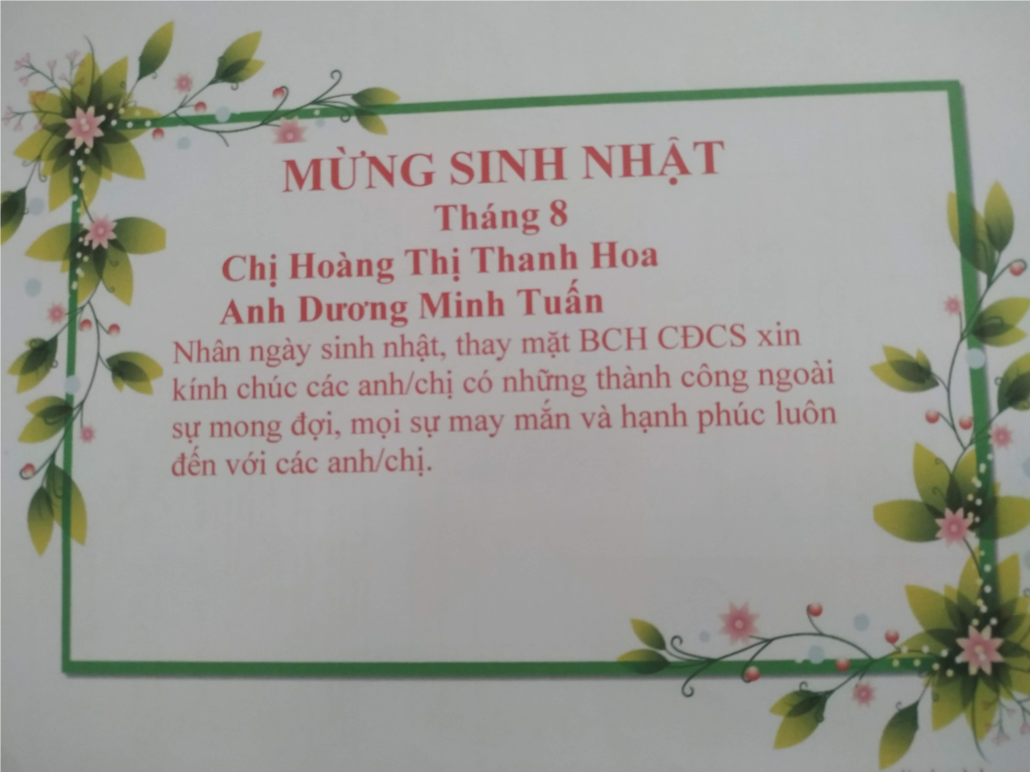 MỪNG SINH NHẬT
Tháng 8
Chị Hoàng Thị Thanh Hoa
Anh Dương Minh Tuấn
Nhân ngày sinh nhật, thay mặt BCH CĐCS xin
kính chúc các anh/chị có những thành công ngoài
sự mong đợi, mọi sự may mắn và hạnh phúc luôn
đến với các anh/chị.